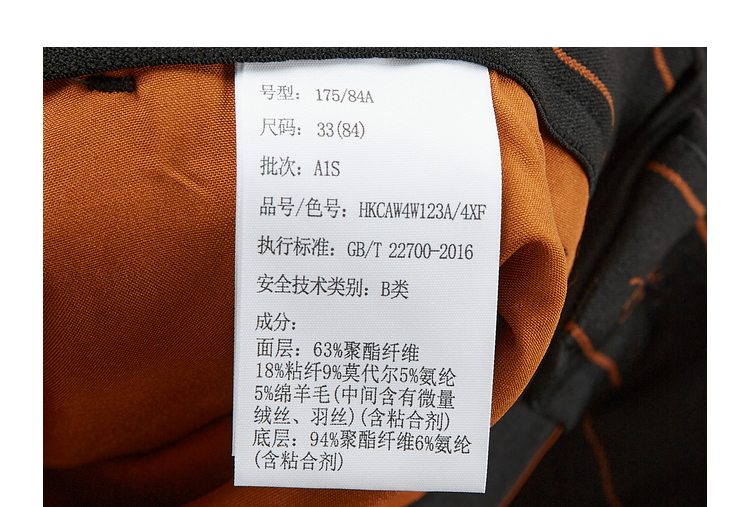 号型：175/84A
尺码：33(84)
批次：A1S
品号/色号：HKCAW4W123A/4XF
执行标准：GB/T 22700-2016
安全技术类别：B类
成分：
面层：63%聚酯纤维
18%粘纤9%莫代尔5%氨纶
5%绵羊毛(中间含有微量
绒丝、羽丝)(含粘合剂)
底层：94%聚酯纤维6%氨纶
(含粘合剂)